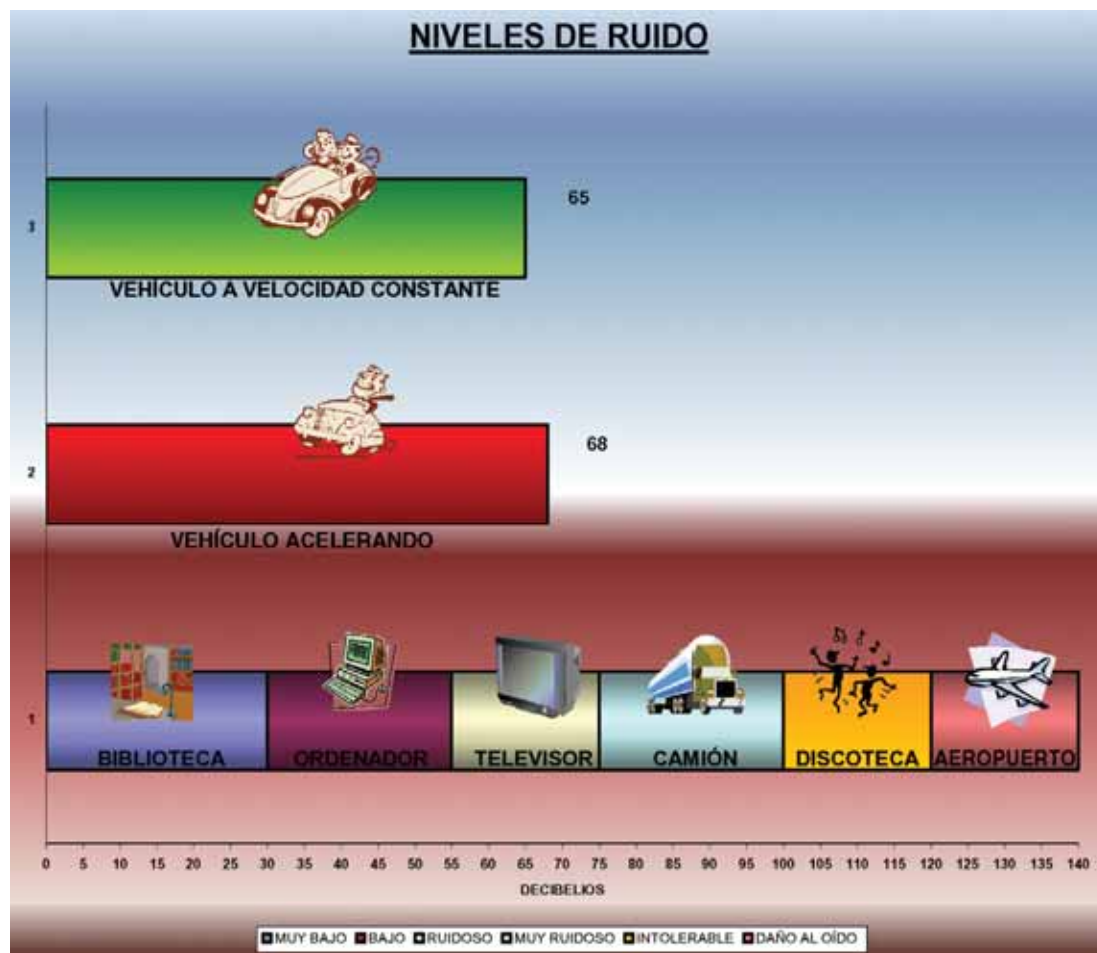 NIVELES DE RUIDO
3
65
VEHÍCULO A VELOCIDAD CONSTANTE
2
68
VEHÍCULO ACELERANDO
1
BIBLIOTECA ORDENADOR TELEVISOR CAMIÓN DISCOTECA AEROPUERTO
0 5 10 15 20 25 30 35 40 45 50 55 60 65 70 75 80 85 90 95 100 105 110 115 120 125 130 135 140
DECIBELIOS
MUY BAJO BAJO RUIDOSO MUY RUIDOSO INTOLERABLE DAÑO AL OÍDO